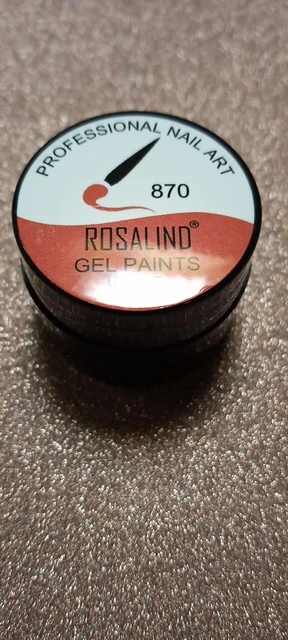 PROFESSIONAL NAIL ART
870
ROSALIND®
GEL PAINTS